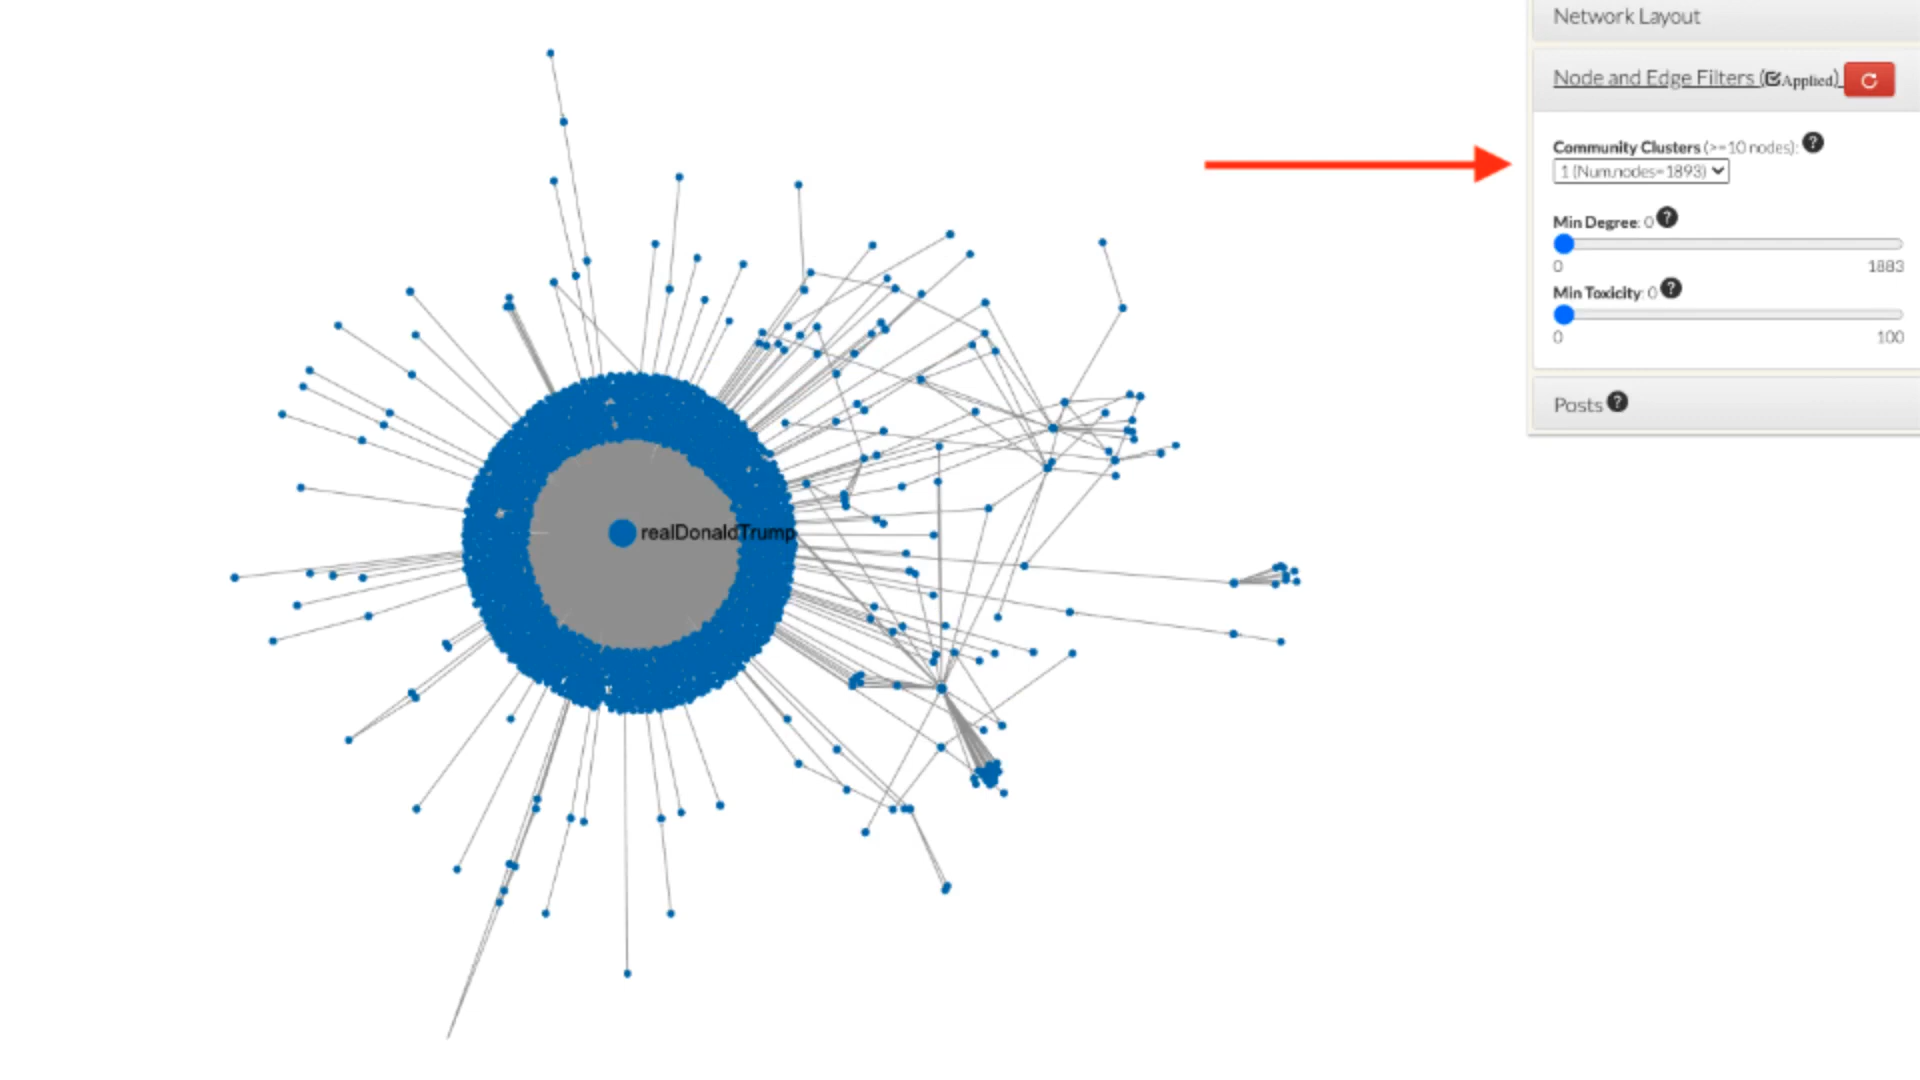 Network Layout
Node and Edge Filters (Applied)
Community Clusters (>=10 nodes): ?
1 (Num.nodes=1893)
Min Degree: 0 ?
0 1883
Min Toxicity: 0 ?
0 100
Posts ?
realDonaldTrump